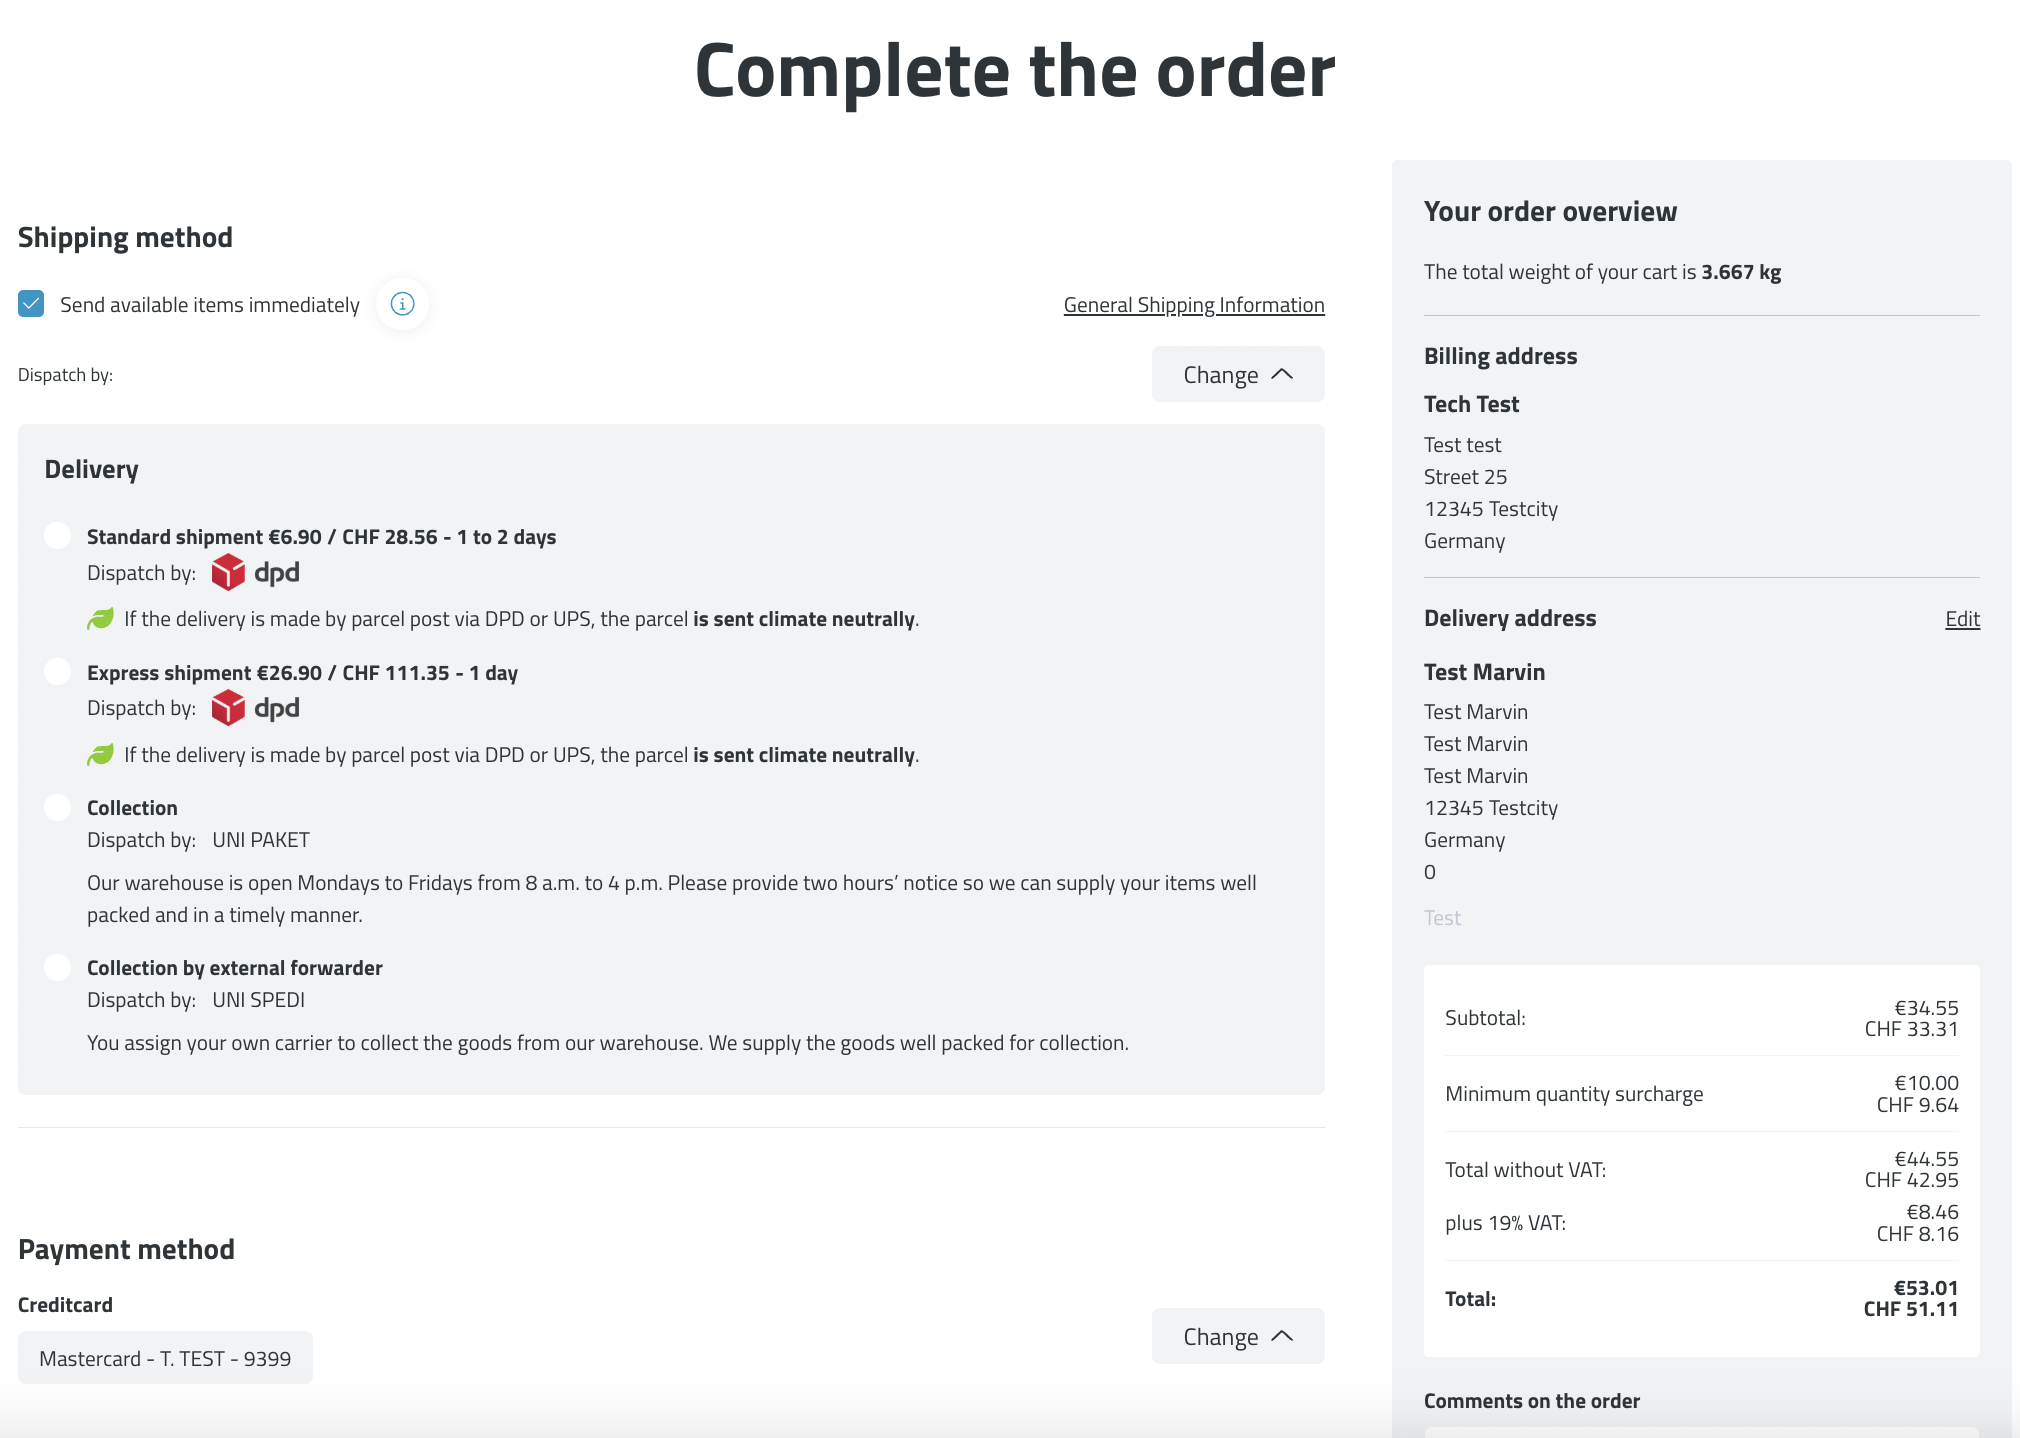 Complete the order
Shipping method
Send available items immediately
General Shipping Information
Dispatch by:
Change
Delivery
Standard shipment €6.90 / CHF 28.56 - 1 to 2 days
Dispatch by: dpd
If the delivery is made by parcel post via DPD or UPS, the parcel is sent climate neutrally.
Express shipment €26.90 / CHF 111.35 - 1 day
Dispatch by: dpd
If the delivery is made by parcel post via DPD or UPS, the parcel is sent climate neutrally.
Collection
Dispatch by: UNI PAKET
Our warehouse is open Mondays to Fridays from 8 a.m. to 4 p.m. Please provide two hours’ notice so we can supply your items well
packed and in a timely manner.
Collection by external forwarder
Dispatch by: UNI SPEDI
You assign your own carrier to collect the goods from our warehouse. We supply the goods well packed for collection.
Payment method
Creditcard
Mastercard - T. TEST - 9399
Change
Your order overview
The total weight of your cart is 3.667 kg
Billing address
Tech Test
Test test
Street 25
12345 Testcity
Germany
Delivery address
Edit
Test Marvin
Test Marvin
Test Marvin
Test Marvin
12345 Testcity
Germany
0
Test
Subtotal:
€34.55
CHF 33.31
Minimum quantity surcharge
€10.00
CHF 9.64
Total without VAT:
€44.55
CHF 42.95
plus 19% VAT:
€8.46
CHF 8.16
Total:
€53.01
CHF 51.11
Comments on the order